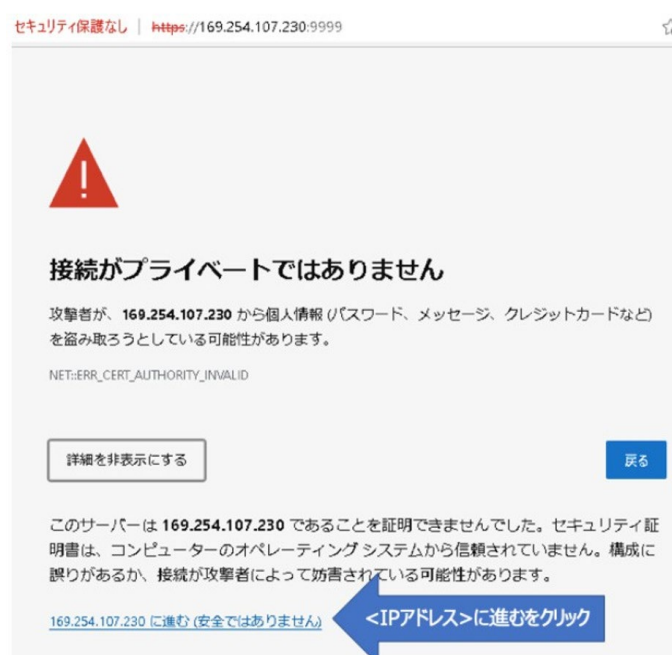 セキュリティ保護なし | https://169.254.107.230:9999
接続がプライベートではありません
攻撃者が、169.254.107.230 から個人情報 (パスワード、メッセージ、クレジットカードなど)
を盗み取ろうとしている可能性があります。
NET::ERR_CERT_AUTHORITY_INVALID
詳細を非表示にする
戻る
このサーバーは 169.254.107.230 であることを証明できませんでした。セキュリティ証
明書は、コンピューターのオペレーティング システムから信頼されていません。構成に
誤りがあるか、接続が攻撃者によって妨害されている可能性があります。
169.254.107.230 に進む (安全ではありません)
<IPアドレス>に進むをクリック